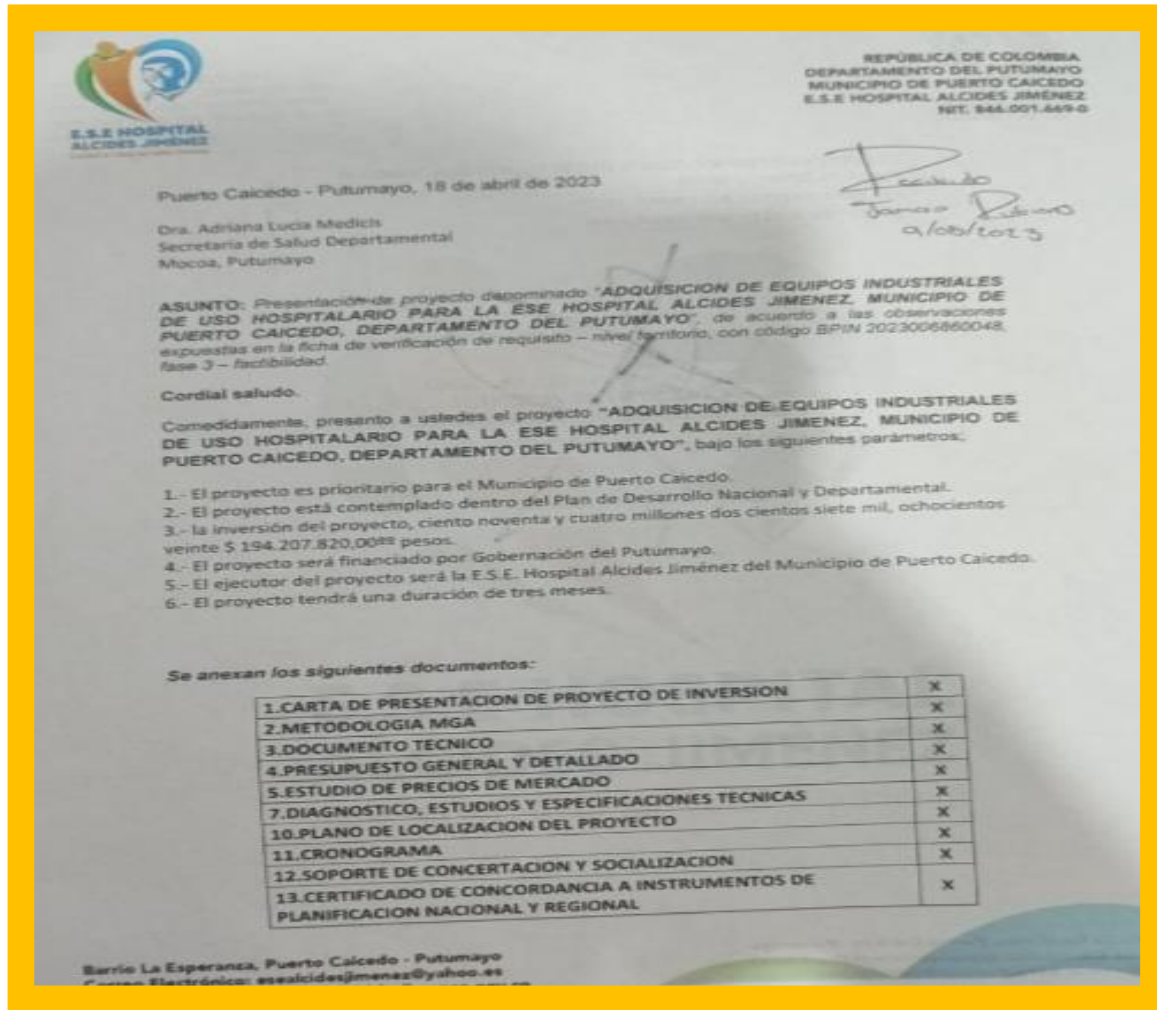 E.S.E HOSPITAL
ALCIDES JIMÉNEZ
REPÚBLICA DE COLOMBIA
DEPARTAMENTO DEL PUTUMAYO
MUNICIPIO DE PUERTO CAICEDO
E.S.E HOSPITAL ALCIDES JIMÉNEZ
NIT. 846.001.669-0
Puerto Caicedo - Putumayo, 18 de abril de 2023
Dra. Adriana Lucia Medicis
Secretaria de Salud Departamental
Mocoa, Putumayo
ASUNTO: Presentación de proyecto denominado "ADQUISICION DE EQUIPOS INDUSTRIALES
DE USO HOSPITALARIO PARA LA ESE HOSPITAL ALCIDES JIMENEZ, MUNICIPIO DE
PUERTO CAICEDO, DEPARTAMENTO DEL PUTUMAYO", de acuerdo a las observaciones
expuestas en la ficha de verificación de requisito – nivel territorio, con código BPIN 2023006860048,
fase 3 – factibilidad.
Cordial saludo.
Comedidamente, presento a ustedes el proyecto "ADQUISICION DE EQUIPOS INDUSTRIALES
DE USO HOSPITALARIO PARA LA ESE HOSPITAL ALCIDES JIMENEZ, MUNICIPIO DE
PUERTO CAICEDO, DEPARTAMENTO DEL PUTUMAYO", bajo los siguientes parámetros:
1.- El proyecto es prioritario para el Municipio de Puerto Caicedo.
2.- El proyecto está contemplado dentro del Plan de Desarrollo Nacional y Departamental.
3.- la inversión del proyecto, ciento noventa y cuatro millones dos cientos siete mil, ochocientos
veinte $ 194.207.820,00 pesos.
4.- El proyecto será financiado por Gobernación del Putumayo.
5.- El ejecutor del proyecto será la E.S.E. Hospital Alcides Jiménez del Municipio de Puerto Caicedo.
6.- El proyecto tendrá una duración de tres meses.
Se anexan los siguientes documentos:
1.CARTA DE PRESENTACION DE PROYECTO DE INVERSION X
2.METODOLOGIA MGA X
3.DOCUMENTO TECNICO X
4.PRESUPUESTO GENERAL Y DETALLADO X
5.ESTUDIO DE PRECIOS DE MERCADO X
7.DIAGNOSTICO, ESTUDIOS Y ESPECIFICACIONES TECNICAS X
10.PLANO DE LOCALIZACION DEL PROYECTO X
11.CRONOGRAMA X
12.SOPORTE DE CONCERTACION Y SOCIALIZACION X
13.CERTIFICADO DE CONCORDANCIA A INSTRUMENTOS DE X
PLANIFICACION NACIONAL Y REGIONAL
Barrio La Esperanza, Puerto Caicedo - Putumayo
Correo Electrónico: esealcidesjimenez@yahoo.es